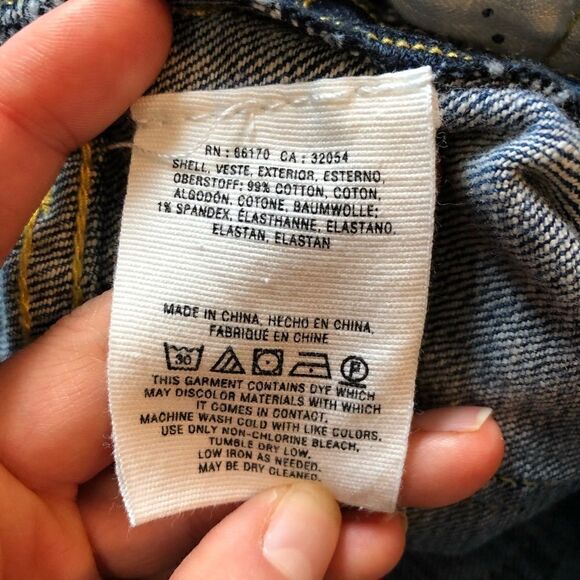 RN : 66170 CA : 32054
SHELL, VESTE, EXTERIOR, ESTERNO,
OBERSTOFF: 99% COTTON, COTON,
ALGODÓN, COTONE, BAUMWOLLE;
1% SPANDEX, ÉLASTHANNE, ELASTANO,
ELASTAN, ELASTAN
MADE IN CHINA, HECHO EN CHINA,
FABRIQUÉ EN CHINE
30 P
THIS GARMENT CONTAINS DYE WHICH
MAY DISCOLOR MATERIALS WITH WHICH
IT COMES IN CONTACT.
MACHINE WASH COLD WITH LIKE COLORS.
USE ONLY NON-CHLORINE BLEACH,
TUMBLE DRY LOW.
LOW IRON AS NEEDED.
MAY BE DRY CLEANED.